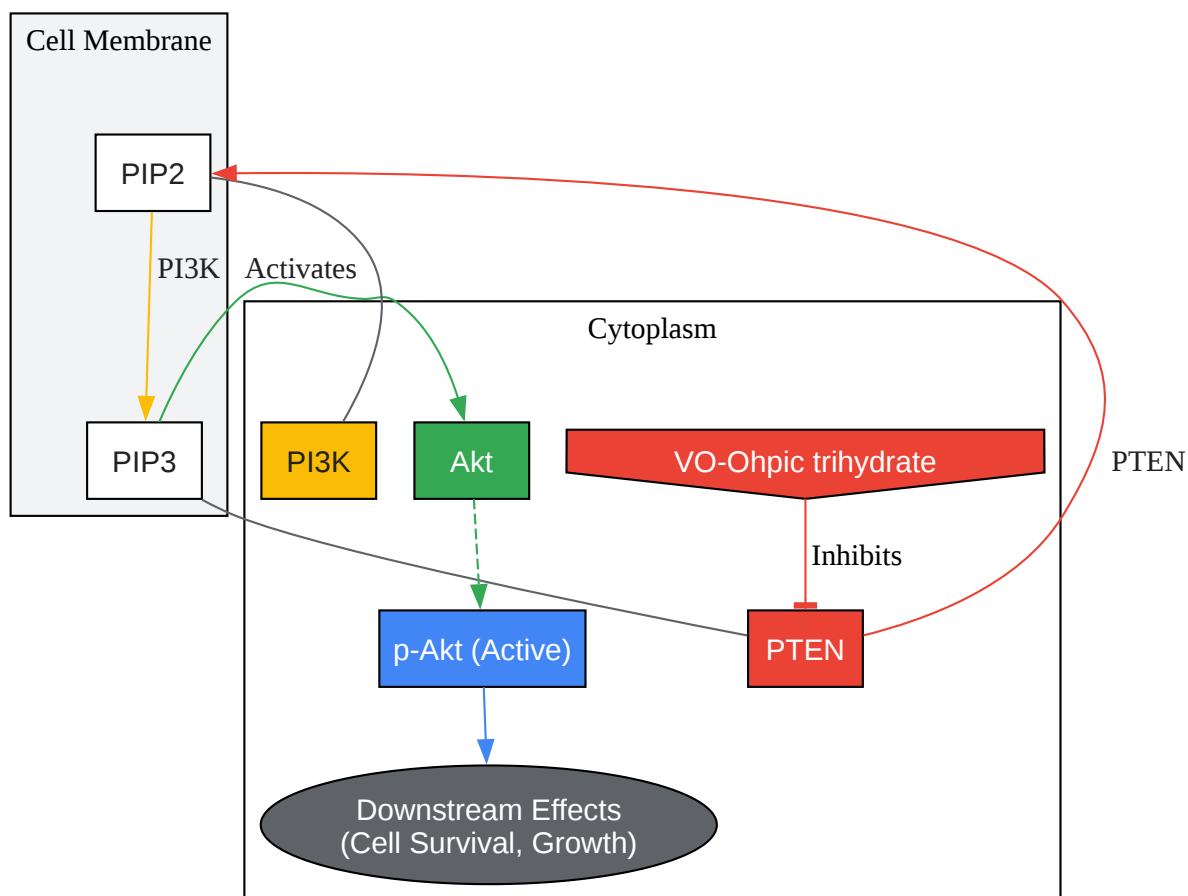 Cell Membrane
PIP2
PI3K
Activates
Cytoplasm
PIP3
PI3K
Akt
VO-Ohpic trihydrate
PTEN
Inhibits
p-Akt (Active)
PTEN
Downstream Effects
(Cell Survival, Growth)